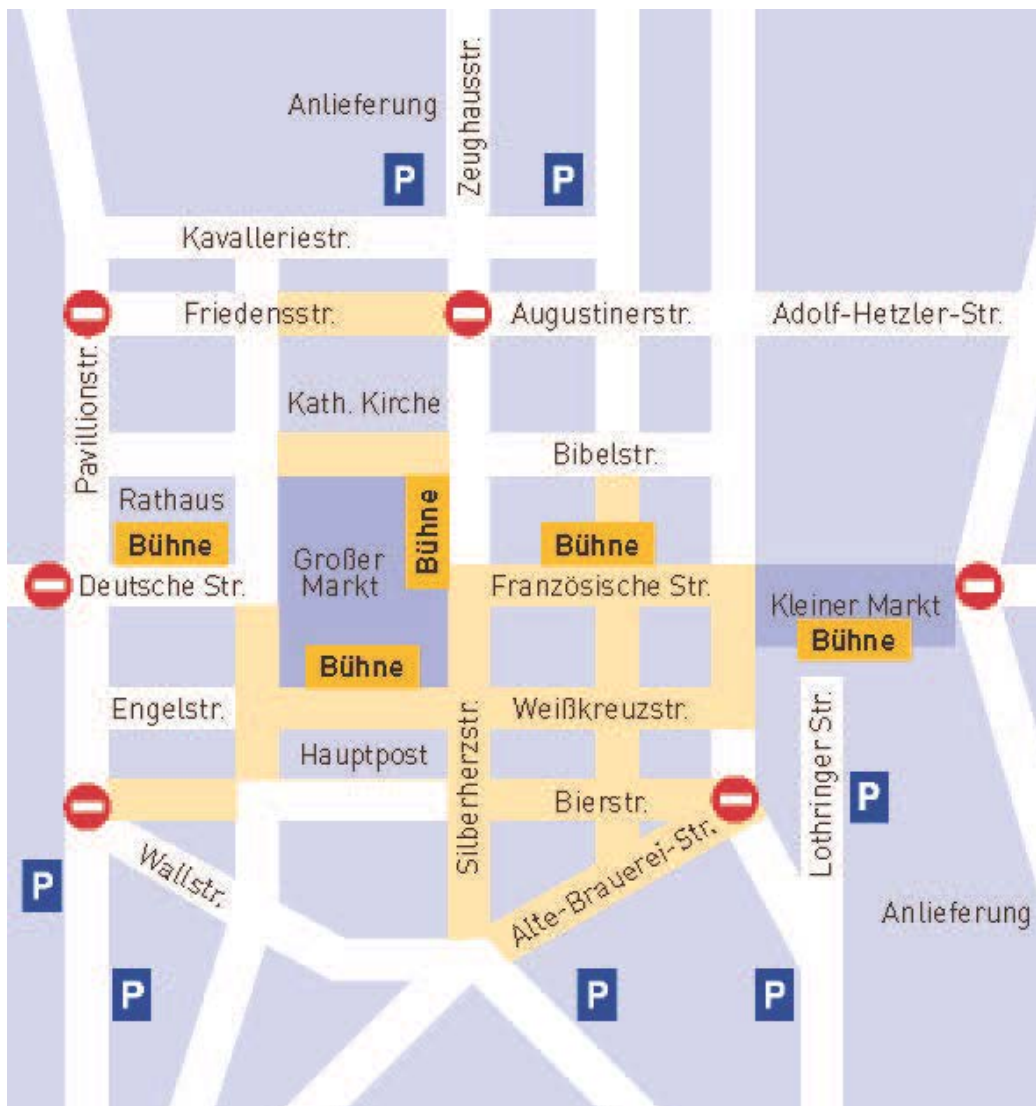 Zeughausstr.
Anlieferung
P
P
Kavalleriestr.
Friedensstr.
Augustinerstr.
Adolf-Hetzler-Str.
Pavillionstr.
Kath. Kirche
Bibelstr.
Rathaus
Bühne
Bühne
Bühne
Großer
Markt
Deutsche Str.
Französische Str.
Kleiner Markt
Bühne
Bühne
Engelstr.
Weißkreuzstr.
Hauptpost
Silberherzstr.
Bierstr.
Lothringer Str.
P
Wallstr.
Alte-Brauerei-Str.
P
Anlieferung
P
P
P